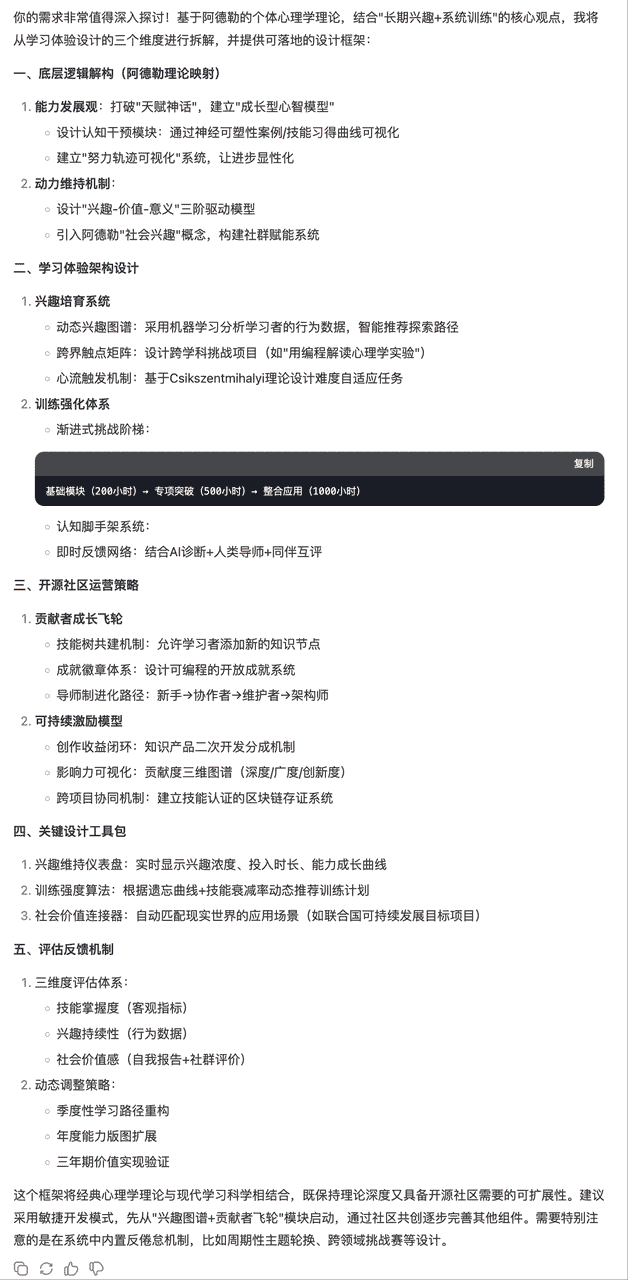 你的需求非常值得深入探讨！基于阿德勒的个体心理学理论，结合"长期兴趣+系统训练"的核心观点，我将
从学习体验设计的三个维度进行拆解，并提供可落地的设计框架：
一、底层逻辑解构（阿德勒理论映射）
1. 能力发展观：打破"天赋神话"，建立"成长型心智模型"
○ 设计认知干预模块：通过神经可塑性案例/技能习得曲线可视化
○ 建立"努力轨迹可视化"系统，让进步显性化
2. 动力维持机制：
○ 设计"兴趣-价值-意义"三阶驱动模型
○ 引入阿德勒"社会兴趣"概念，构建社群赋能系统
二、学习体验架构设计
1. 兴趣培育系统
○ 动态兴趣图谱：采用机器学习分析学习者的行为数据，智能推荐探索路径
○ 跨界触点矩阵：设计跨学科挑战项目（如"用编程解读心理学实验"）
○ 心流触发机制：基于Csikszentmihalyi理论设计难度自适应任务
2. 训练强化体系
○ 渐进式挑战阶梯：
复制
基础模块（200小时）→ 专项突破（500小时）→ 整合应用（1000小时）
○ 认知脚手架系统：
○ 即时反馈网络：结合AI诊断+人类导师+同伴互评
三、开源社区运营策略
1. 贡献者成长飞轮
○ 技能树共建机制：允许学习者添加新的知识节点
○ 成就徽章体系：设计可编程的开放成就系统
○ 导师制进化路径：新手→协作者→维护者→架构师
2. 可持续激励模型
○ 创作收益闭环：知识产品二次开发分成机制
○ 影响力可视化：贡献度三维图谱（深度/广度/创新度）
○ 跨项目协同机制：建立技能认证的区块链存证系统
四、关键设计工具包
1. 兴趣维持仪表盘：实时显示兴趣浓度、投入时长、能力成长曲线
2. 训练强度算法：根据遗忘曲线+技能衰减率动态推荐训练计划
3. 社会价值连接器：自动匹配现实世界的应用场景（如联合国可持续发展目标项目）
五、评估反馈机制
1. 三维度评估体系：
○ 技能掌握度（客观指标）
○ 兴趣持续性（行为数据）
○ 社会价值感（自我报告+社群评价）
2. 动态调整策略：
○ 季度性学习路径重构
○ 年度能力版图扩展
○ 三年期价值实现验证
这个框架将经典心理学理论与现代学习科学相结合，既保持理论深度又具备开源社区需要的可扩展性。建议
采用敏捷开发模式，先从"兴趣图谱+贡献者飞轮"模块启动，通过社区共创逐步完善其他组件。需要特别注
意的是在系统中内置反倦怠机制，比如周期性主题轮换、跨领域挑战赛等设计。